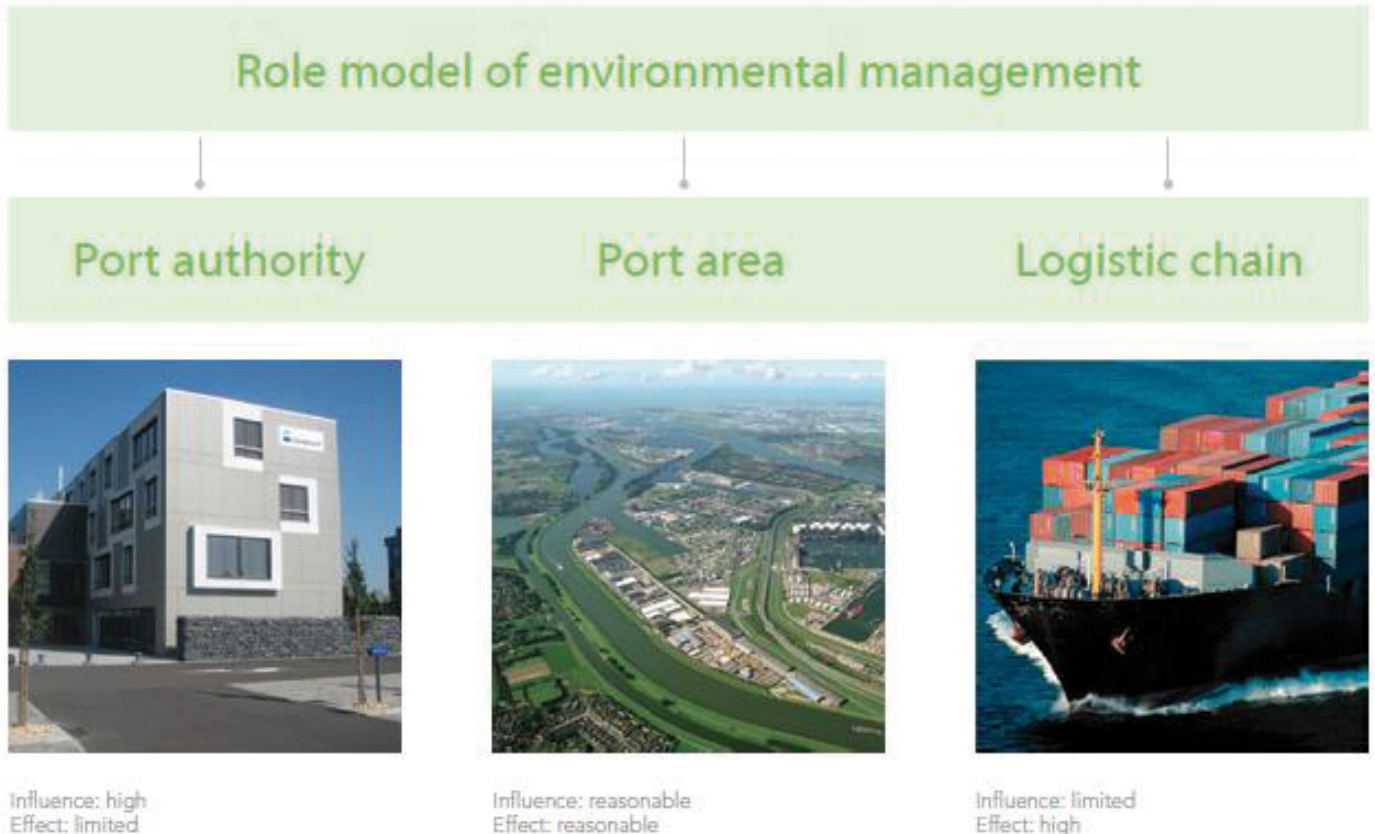 Role model of environmental management
Port authority
Port area
Logistic chain
Influence: high
Effect: limited
Influence: reasonable
Effect: reasonable
Influence: limited
Effect: high